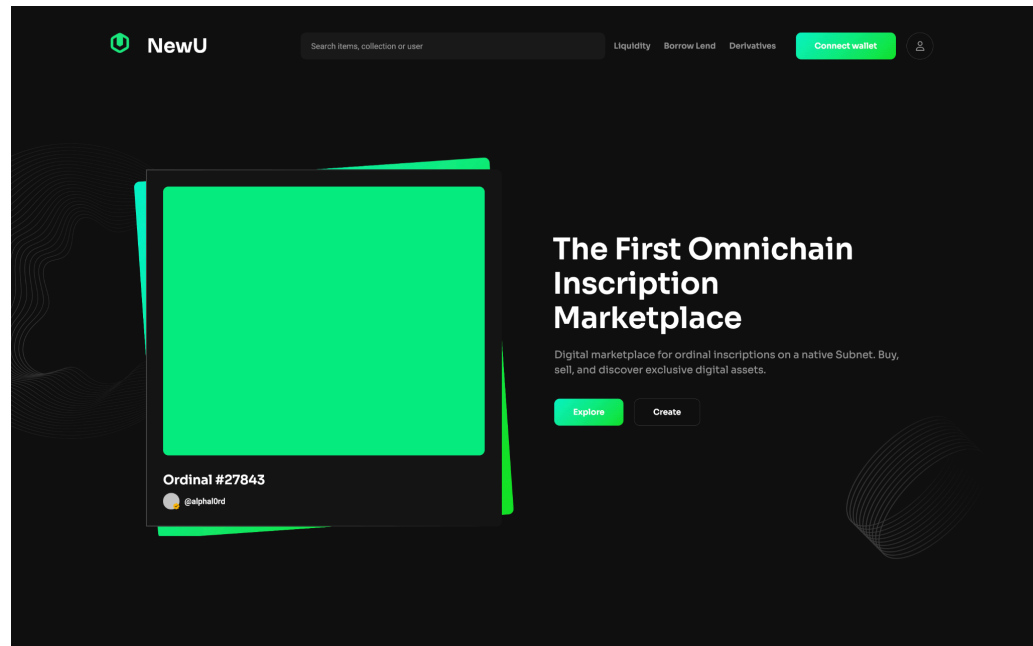 NewU
Search items, collection or user
Liquidity
Borrow Lend
Derivatives
Connect wallet
The First Omnichain
Inscription
Marketplace
Digital marketplace for ordinal inscriptions on a native Subnet. Buy,
sell, and discover exclusive digital assets.
Explore
Create
Ordinal #27843
@alphal0rd